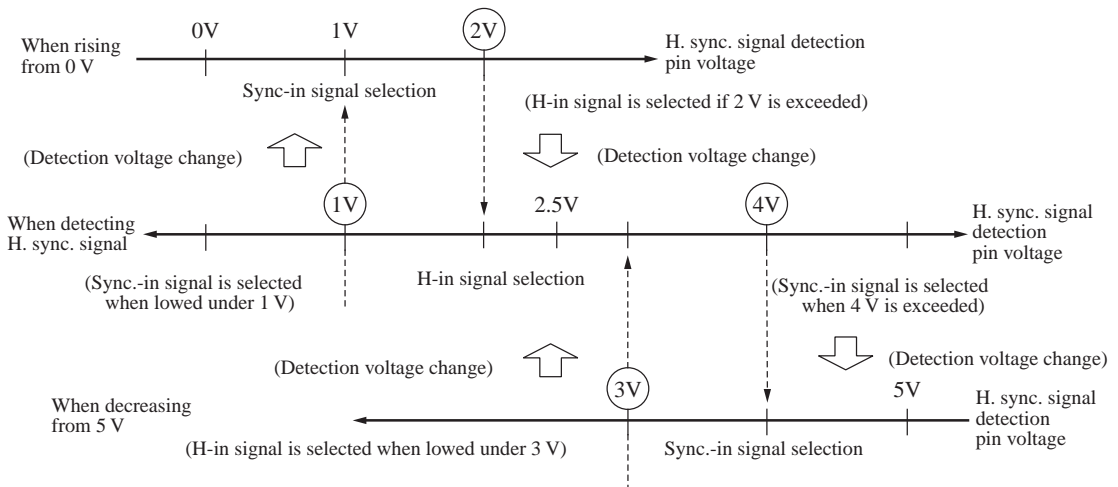 When rising
from 0 V
0V
1V
2V
H. sync. signal detection
pin voltage
Sync-in signal selection
(H-in signal is selected if 2 V is exceeded)
(Detection voltage change)
(Detection voltage change)
When detecting
H. sync. signal
1V
2.5V
4V
H. sync. signal
detection
pin voltage
(Sync.-in signal is selected
when lowed under 1 V)
H-in signal selection
(Sync.-in signal is selected
when 4 V is exceeded)
(Detection voltage change)
(Detection voltage change)
When decreasing
from 5 V
3V
5V
H. sync. signal
detection
pin voltage
(H-in signal is selected when lowed under 3 V)
Sync.-in signal selection